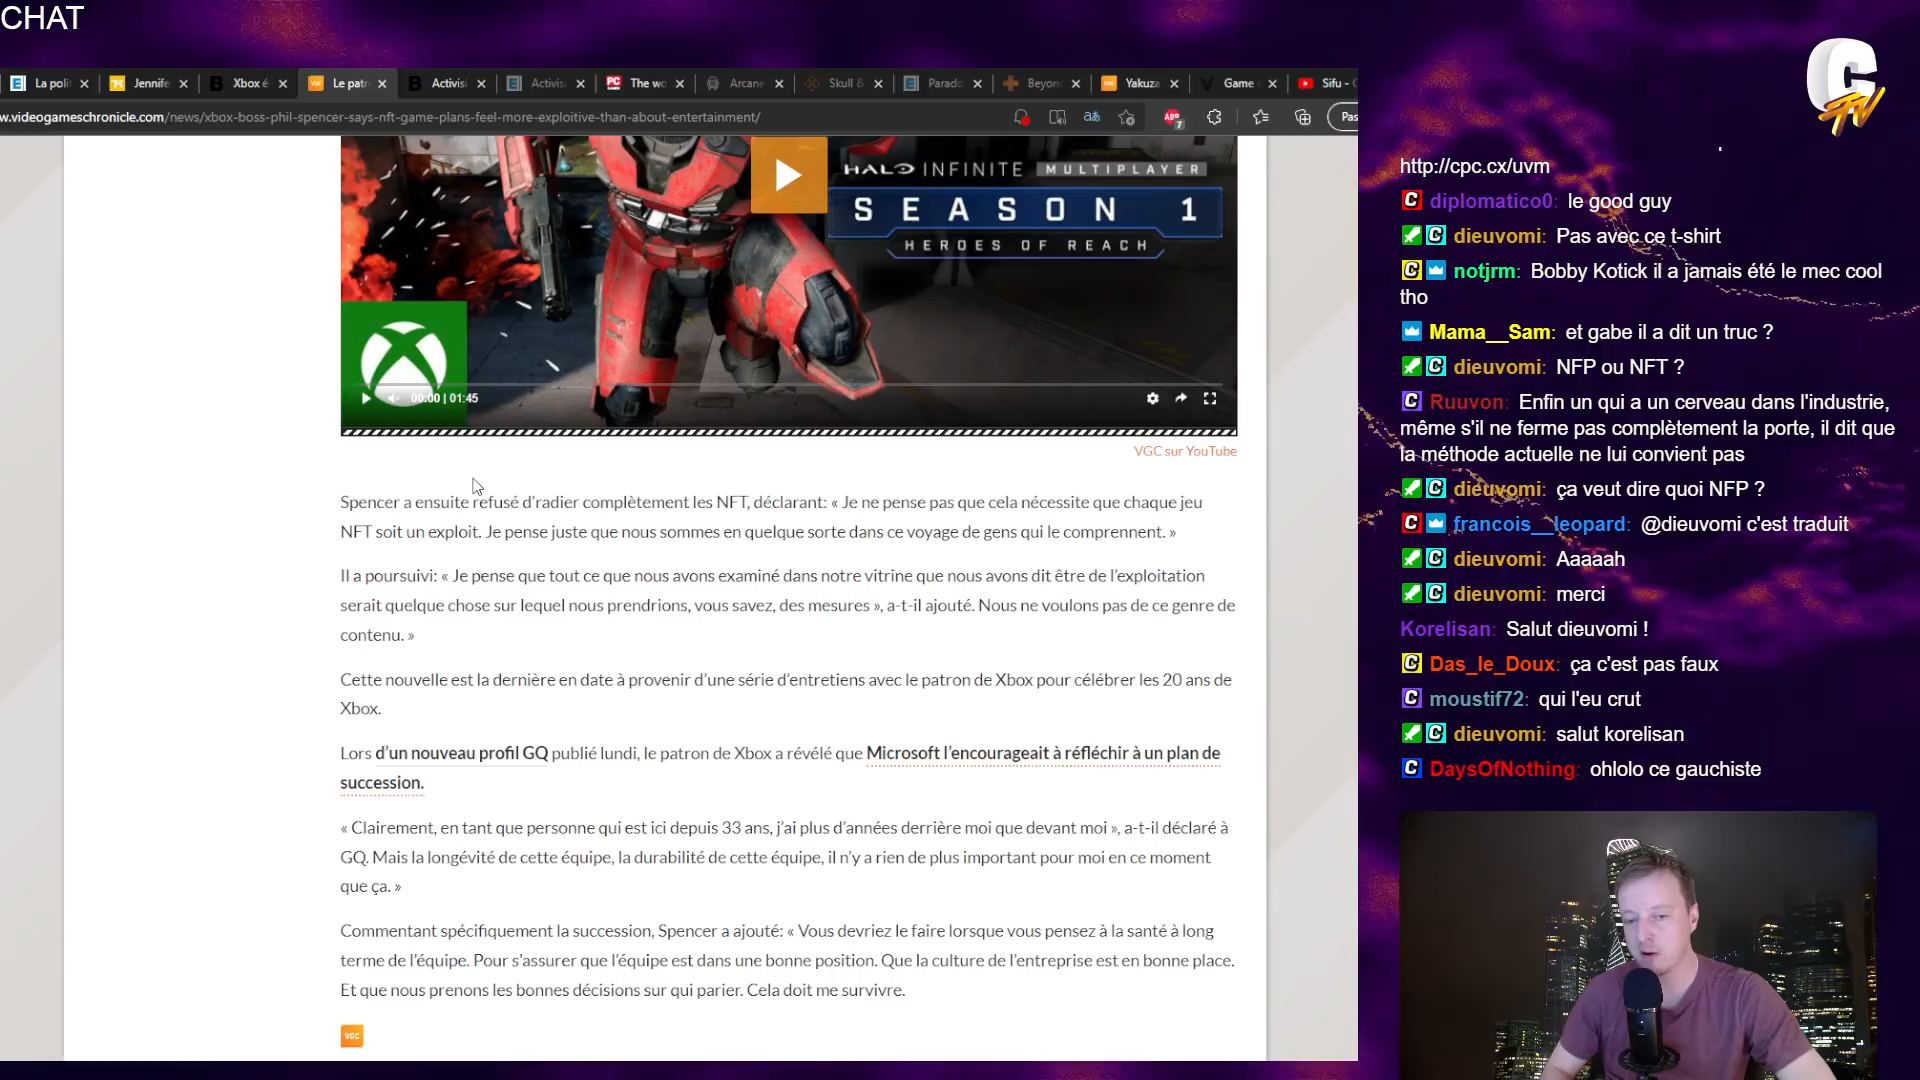 CHAT
La poli
Jennife
Xbox é
Le pat
Activis
Activis
The wo
Arcane
Skull &
Parado
Beyon
Yakuza
Game
Sifu -
w.videogameschronicle.com/news/xbox-boss-phil-spencer-says-nft-game-plans-feel-more-exploitive-than-about-entertainment/
ABP
7
Pas
HALO INFINITE MULTIPLAYER
SEASON 1
HEROES OF REACH
00:00 | 01:45
VGC sur YouTube
Spencer a ensuite refusé d'radier complètement les NFT, déclarant: « Je ne pense pas que cela nécessite que chaque jeu
NFT soit un exploit. Je pense juste que nous sommes en quelque sorte dans ce voyage de gens qui le comprennent. »
Il a poursuivi: « Je pense que tout ce que nous avons examiné dans notre vitrine que nous avons dit être de l'exploitation
serait quelque chose sur lequel nous prendrions, vous savez, des mesures », a-t-il ajouté. Nous ne voulons pas de ce genre de
contenu. »
Cette nouvelle est la dernière en date à provenir d'une série d'entretiens avec le patron de Xbox pour célébrer les 20 ans de
Xbox.
Lors d'un nouveau profil GQ publié lundi, le patron de Xbox a révélé que Microsoft l'encourageait à réfléchir à un plan de
succession.
« Clairement, en tant que personne qui est ici depuis 33 ans, j'ai plus d'années derrière moi que devant moi », a-t-il déclaré à
GQ. Mais la longévité de cette équipe, la durabilité de cette équipe, il n'y a rien de plus important pour moi en ce moment
que ça. »
Commentant spécifiquement la succession, Spencer a ajouté: « Vous devriez le faire lorsque vous pensez à la santé à long
terme de l'équipe. Pour s'assurer que l'équipe est dans une bonne position. Que la culture de l'entreprise est en bonne place.
Et que nous prenons les bonnes décisions sur qui parier. Cela doit me survivre.
VGC
C TV
http://cpc.cx/uvm
diplomatico0: le good guy
dieuvomi: Pas avec ce t-shirt
notjrm: Bobby Kotick il a jamais été le mec cool
tho
Mama__Sam: et gabe il a dit un truc ?
dieuvomi: NFP ou NFT ?
Ruuvon: Enfin un qui a un cerveau dans l'industrie,
même s'il ne ferme pas complètement la porte, il dit que
la méthode actuelle ne lui convient pas
dieuvomi: ça veut dire quoi NFP ?
francois__leopard: @dieuvomi c'est traduit
dieuvomi: Aaaaah
dieuvomi: merci
Korelisan: Salut dieuvomi !
Das_le_Doux: ça c'est pas faux
moustif72: qui l'eu crut
dieuvomi: salut korelisan
DaysOfNothing: ohlolo ce gauchiste